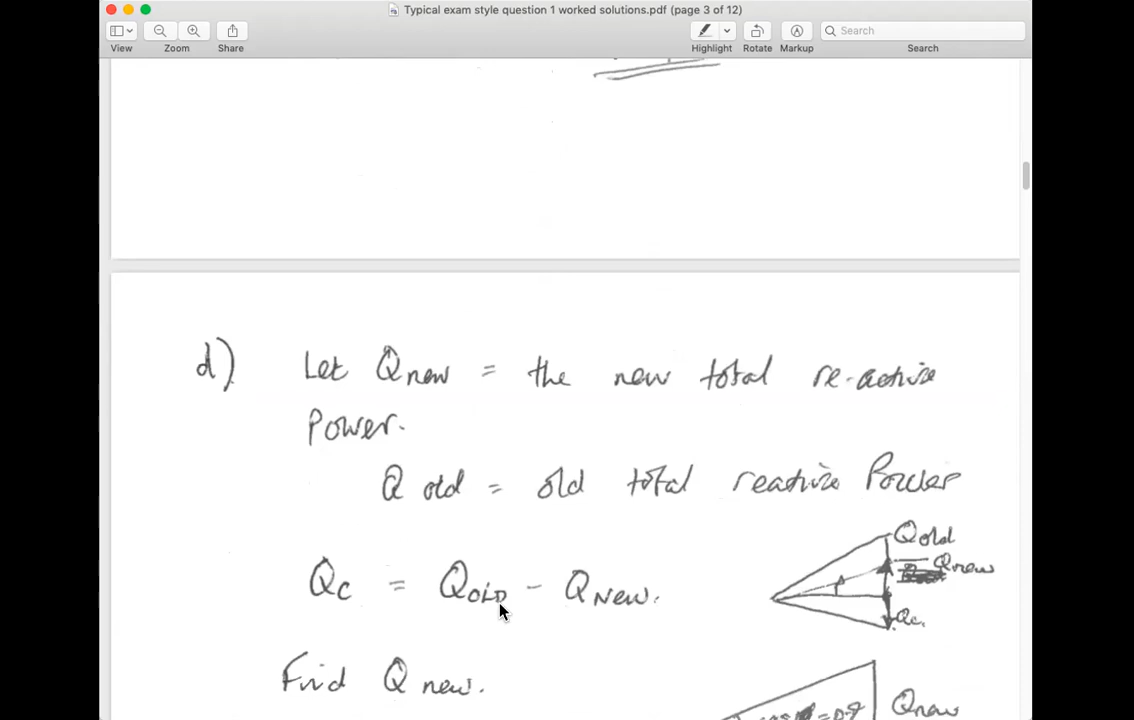 Typical exam style question 1 worked solutions.pdf (page 3 of 12)
Search
View Zoom Share Highlight Rotate Markup Search
d) Let Qnew = the new total re-active
Power.
Q old = old total reactive Power
Qold
Qnew
QC = QOLD - QNew.
Qc.
Find Q new.
Qnew